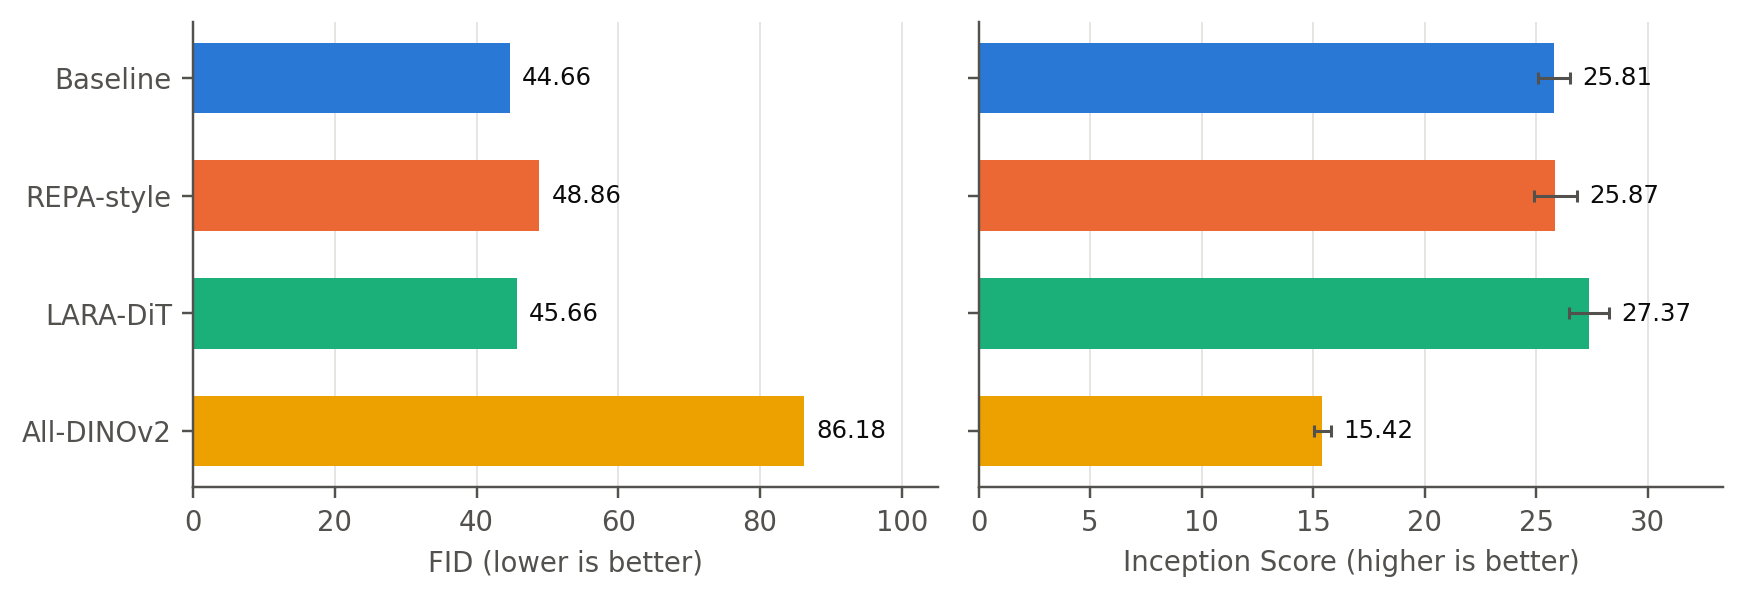 Baseline
REPA-style
LARA-DiT
All-DINOv2
44.66
48.86
45.66
86.18
0 20 40 60 80 100
FID (lower is better)
25.81
25.87
27.37
15.42
0 5 10 15 20 25 30
Inception Score (higher is better)